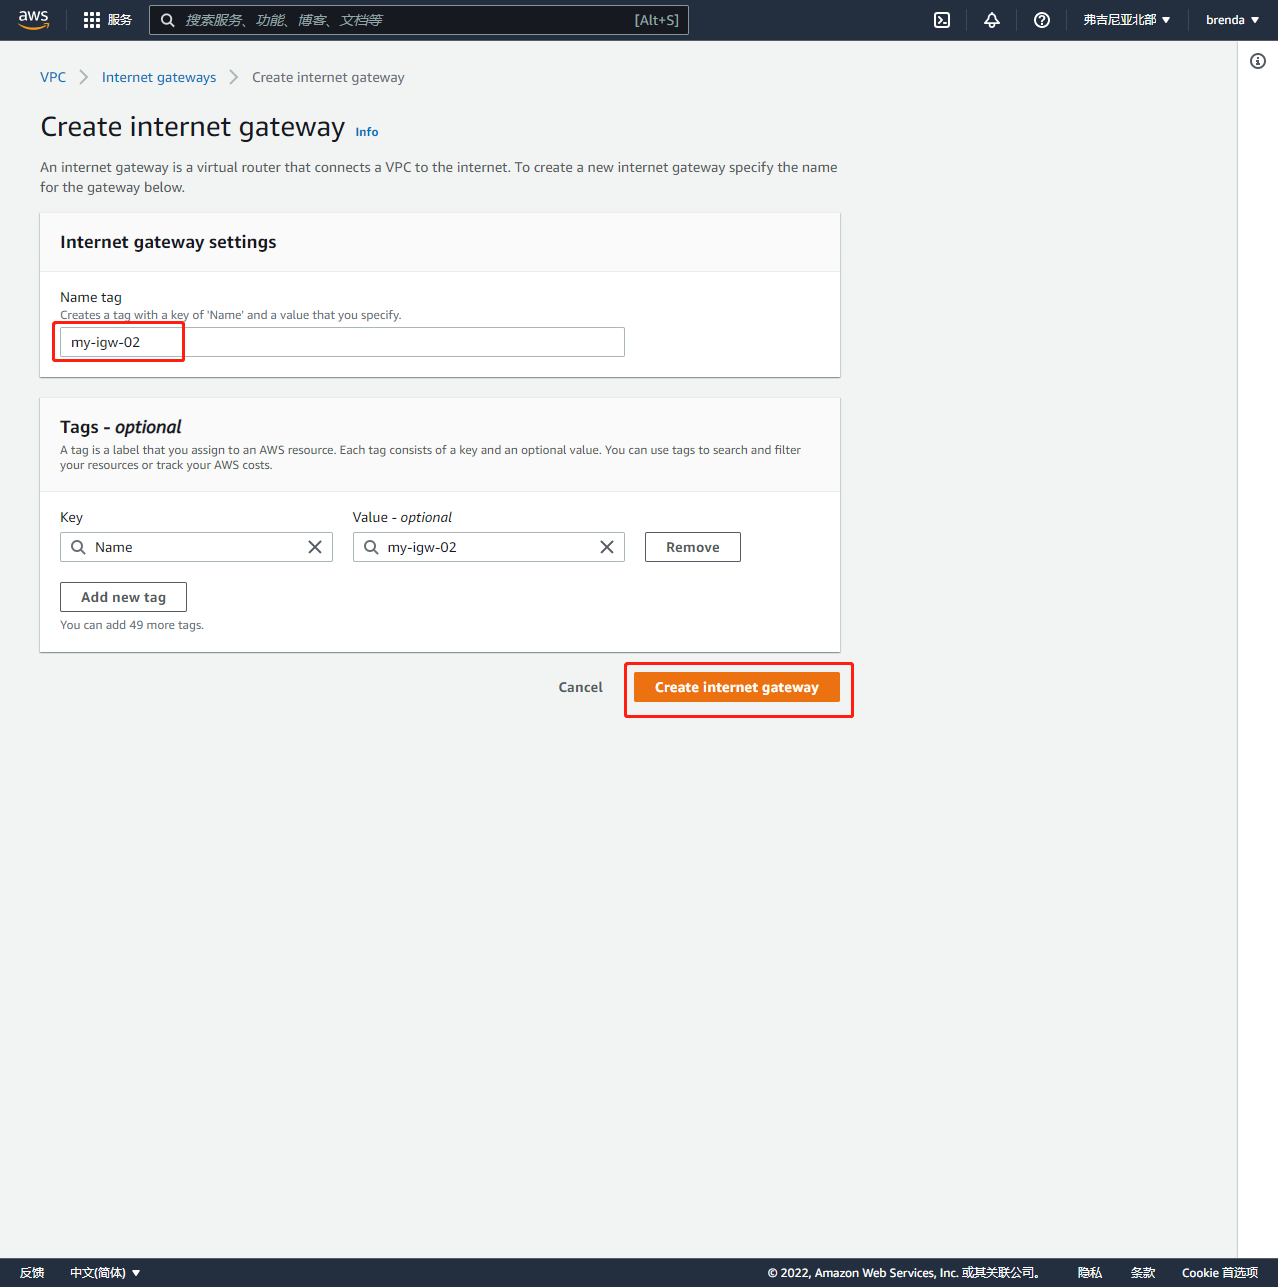 aws 服务 搜索服务、功能、博客、文档等 [Alt+S] 弗吉尼亚北部 brenda
VPC Internet gateways Create internet gateway
Create internet gateway Info
An internet gateway is a virtual router that connects a VPC to the internet. To create a new internet gateway specify the name
for the gateway below.
Internet gateway settings
Name tag
Creates a tag with a key of 'Name' and a value that you specify.
my-igw-02
Tags - optional
A tag is a label that you assign to an AWS resource. Each tag consists of a key and an optional value. You can use tags to search and filter
your resources or track your AWS costs.
Key Value - optional
Name my-igw-02 Remove
Add new tag
You can add 49 more tags.
Cancel Create internet gateway
反馈 中文(简体) © 2022, Amazon Web Services, Inc. 或其关联公司。 隐私 条款 Cookie 首选项